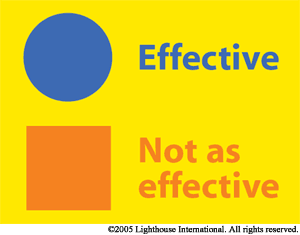 Effective
Not as
effective
©2005 Lighthouse International. All rights reserved.